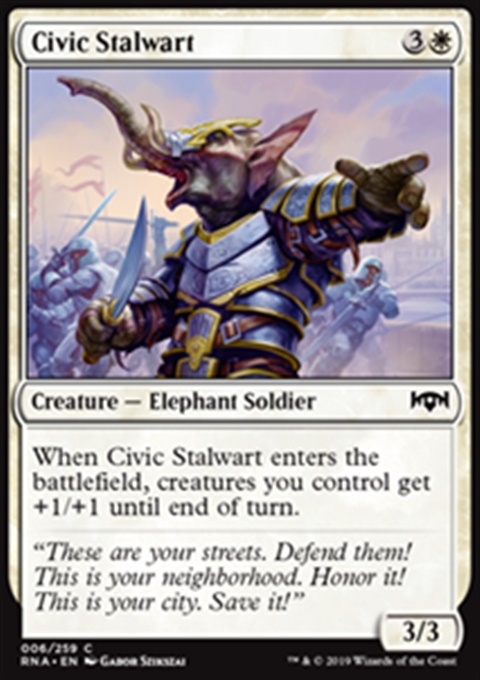 Civic Stalwart 3
Creature — Elephant Soldier
When Civic Stalwart enters the
battlefield, creatures you control get
+1/+1 until end of turn.
“These are your streets. Defend them!
This is your neighborhood. Honor it!
This is your city. Save it!”
3/3
006/259 C
RNA • EN Gabor Szikszai
™ & © 2019 Wizards of the Coast